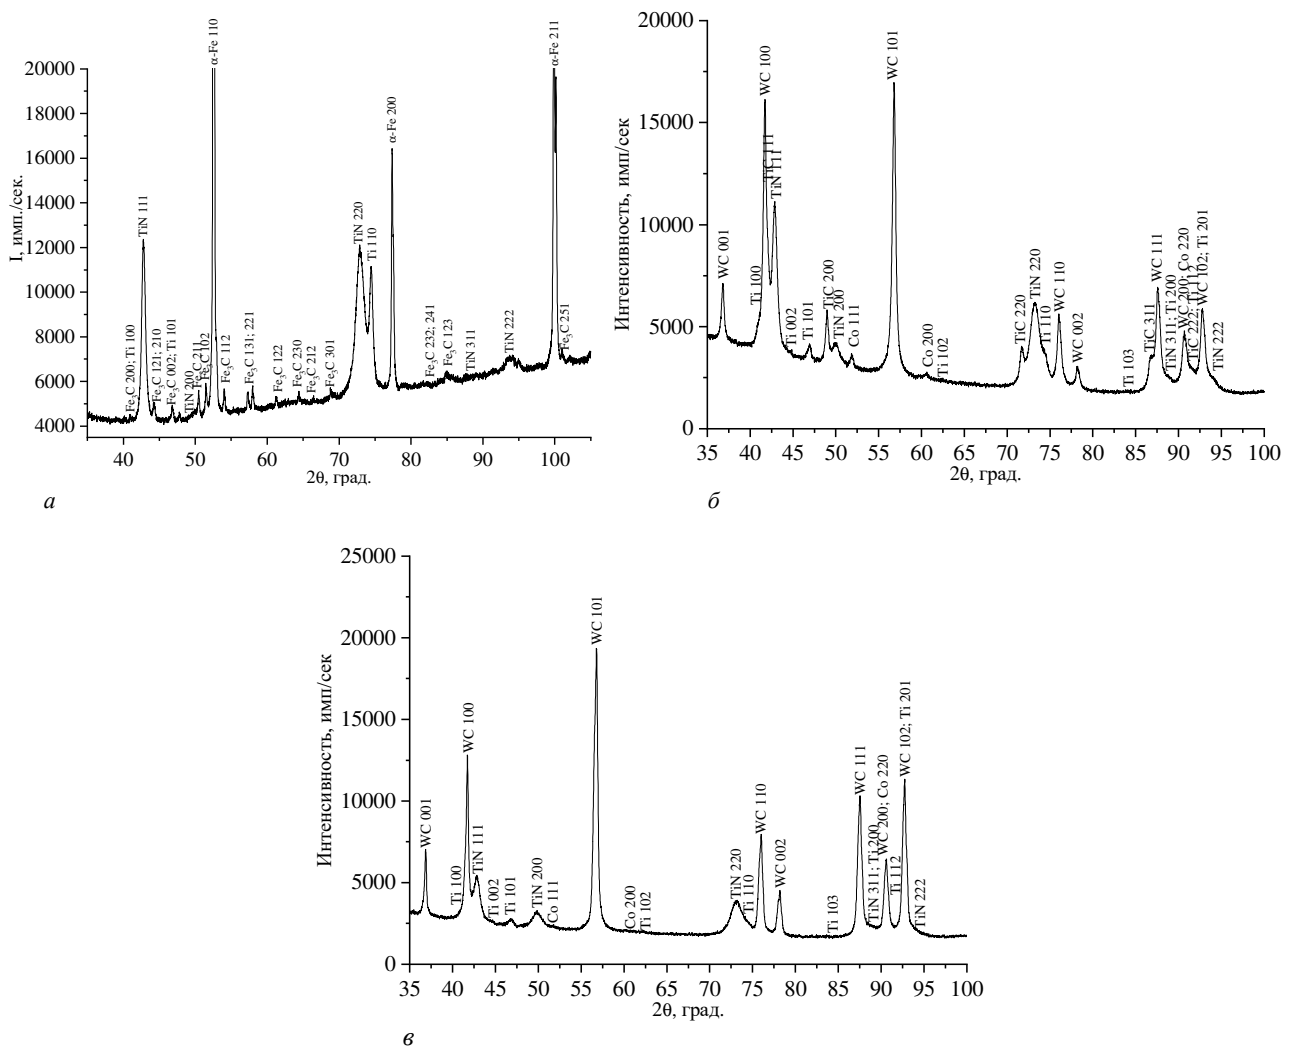 α-Fe 110
α-Fe 211
20000
18000
16000
14000
12000
10000
8000
6000
4000
I, имп./сек.
TiN 111
Fe3C 200; Ti 100
Fe3C 121; 210
Fe3C 002; Ti 101
TiN 200
Fe3C 211
Fe3C 102
Fe3C 112
Fe3C 131; 221
Fe3C 122
Fe3C 230
Fe3C 212
Fe3C 301
TiN 220
Ti 110
α-Fe 200
Fe3C 232; 241
Fe3C 123
TiN 311
TiN 222
Fe3C 251
40 50 60 70 80 90 100
2θ, град.
а
20000
15000
10000
5000
0
Интенсивность, имп/сек
WC 001
Ti 100
WC 100
TiC 111
TiN 111
Ti 002
Ti 101
TiC 200
TiN 200
Co 111
WC 101
Co 200
Ti 102
TiC 220
TiN 220
Ti 110
WC 110
WC 002
Ti 103
TiC 311
WC 111
TiN 311; Ti 200
WC 200; Co 220
TiC 222; Ti 112
WC 102; Ti 201
TiN 222
35 40 45 50 55 60 65 70 75 80 85 90 95 100
2θ, град.
б
25000
20000
15000
10000
5000
0
Интенсивность, имп/сек
WC 001
Ti 100
WC 100
TiN 111
Ti 002
Ti 101
TiN 200
Co 111
WC 101
Co 200
Ti 102
TiN 220
Ti 110
WC 110
WC 002
Ti 103
WC 111
TiN 311; Ti 200
WC 200; Co 220
Ti 112
WC 102; Ti 201
TiN 222
35 40 45 50 55 60 65 70 75 80 85 90 95 100
2θ, град.
в